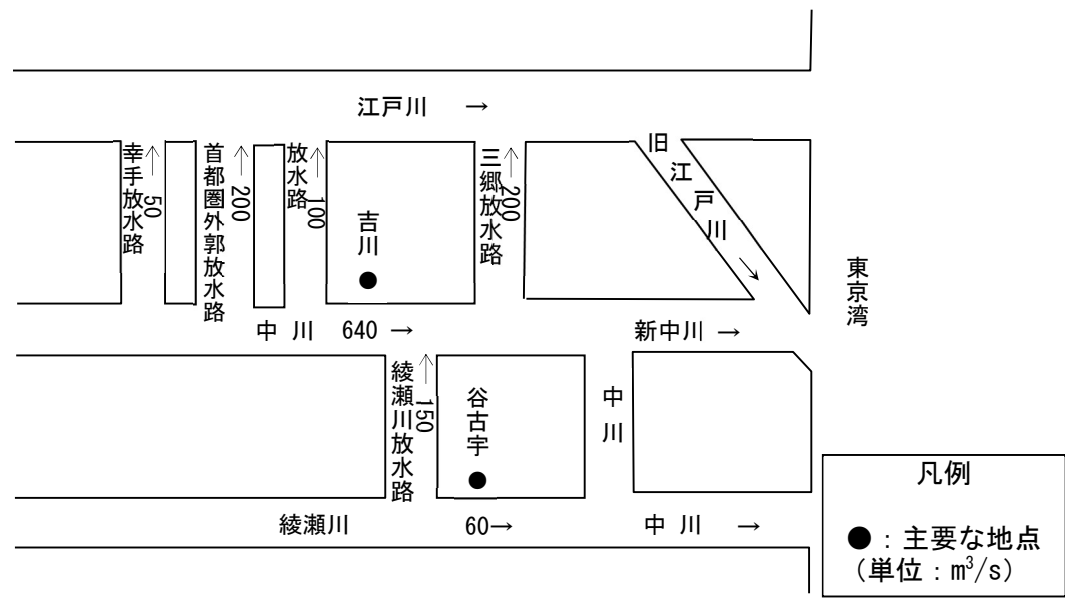 江戸川 →
幸手放水路
→
50
首都圏外郭放水路
→
200
放水路
→
100
吉川
●
三郷放水路
→
200
旧江戸川
→
東京湾
中川 640 →
新中川 →
綾瀬川放水路
→
150
谷古宇
●
中川
綾瀬川 60→
中川 →
凡例
●：主要な地点
（単位：m³/s）